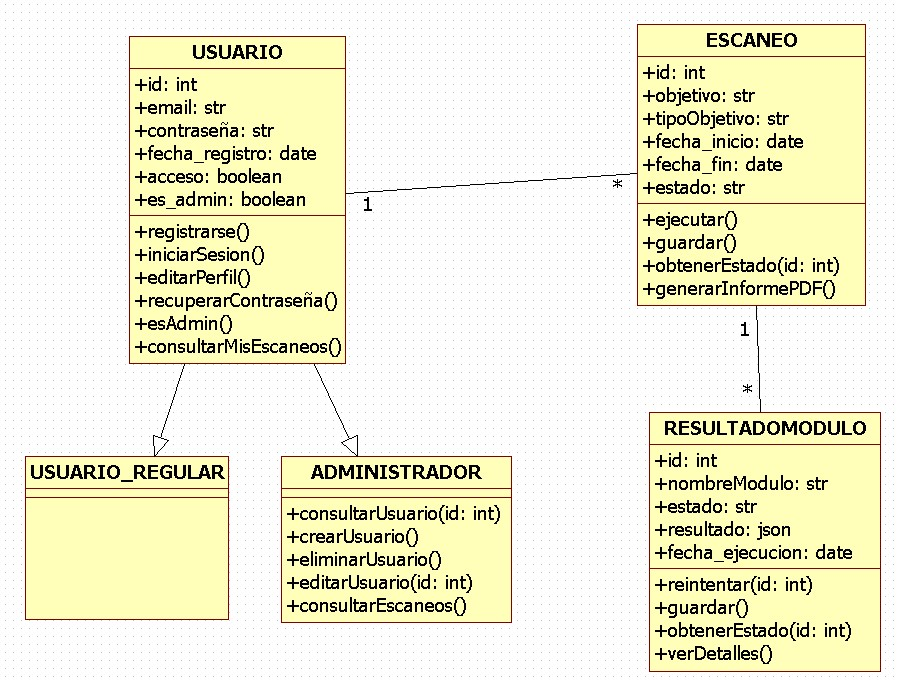 USUARIO
+id: int
+email: str
+contraseña: str
+fecha_registro: date
+acceso: boolean
+es_admin: boolean
+registrarse()
+iniciarSesion()
+editarPerfil()
+recuperarContraseña()
+esAdmin()
+consultarMisEscaneos()
1
*
ESCANEO
+id: int
+objetivo: str
+tipoObjetivo: str
+fecha_inicio: date
+fecha_fin: date
+estado: str
+ejecutar()
+guardar()
+obtenerEstado(id: int)
+generarInformePDF()
1
*
USUARIO_REGULAR
ADMINISTRADOR
+consultarUsuario(id: int)
+crearUsuario()
+eliminarUsuario()
+editarUsuario(id: int)
+consultarEscaneos()
RESULTADOMODULO
+id: int
+nombreModulo: str
+estado: str
+resultado: json
+fecha_ejecucion: date
+reintentar(id: int)
+guardar()
+obtenerEstado(id: int)
+verDetalles()